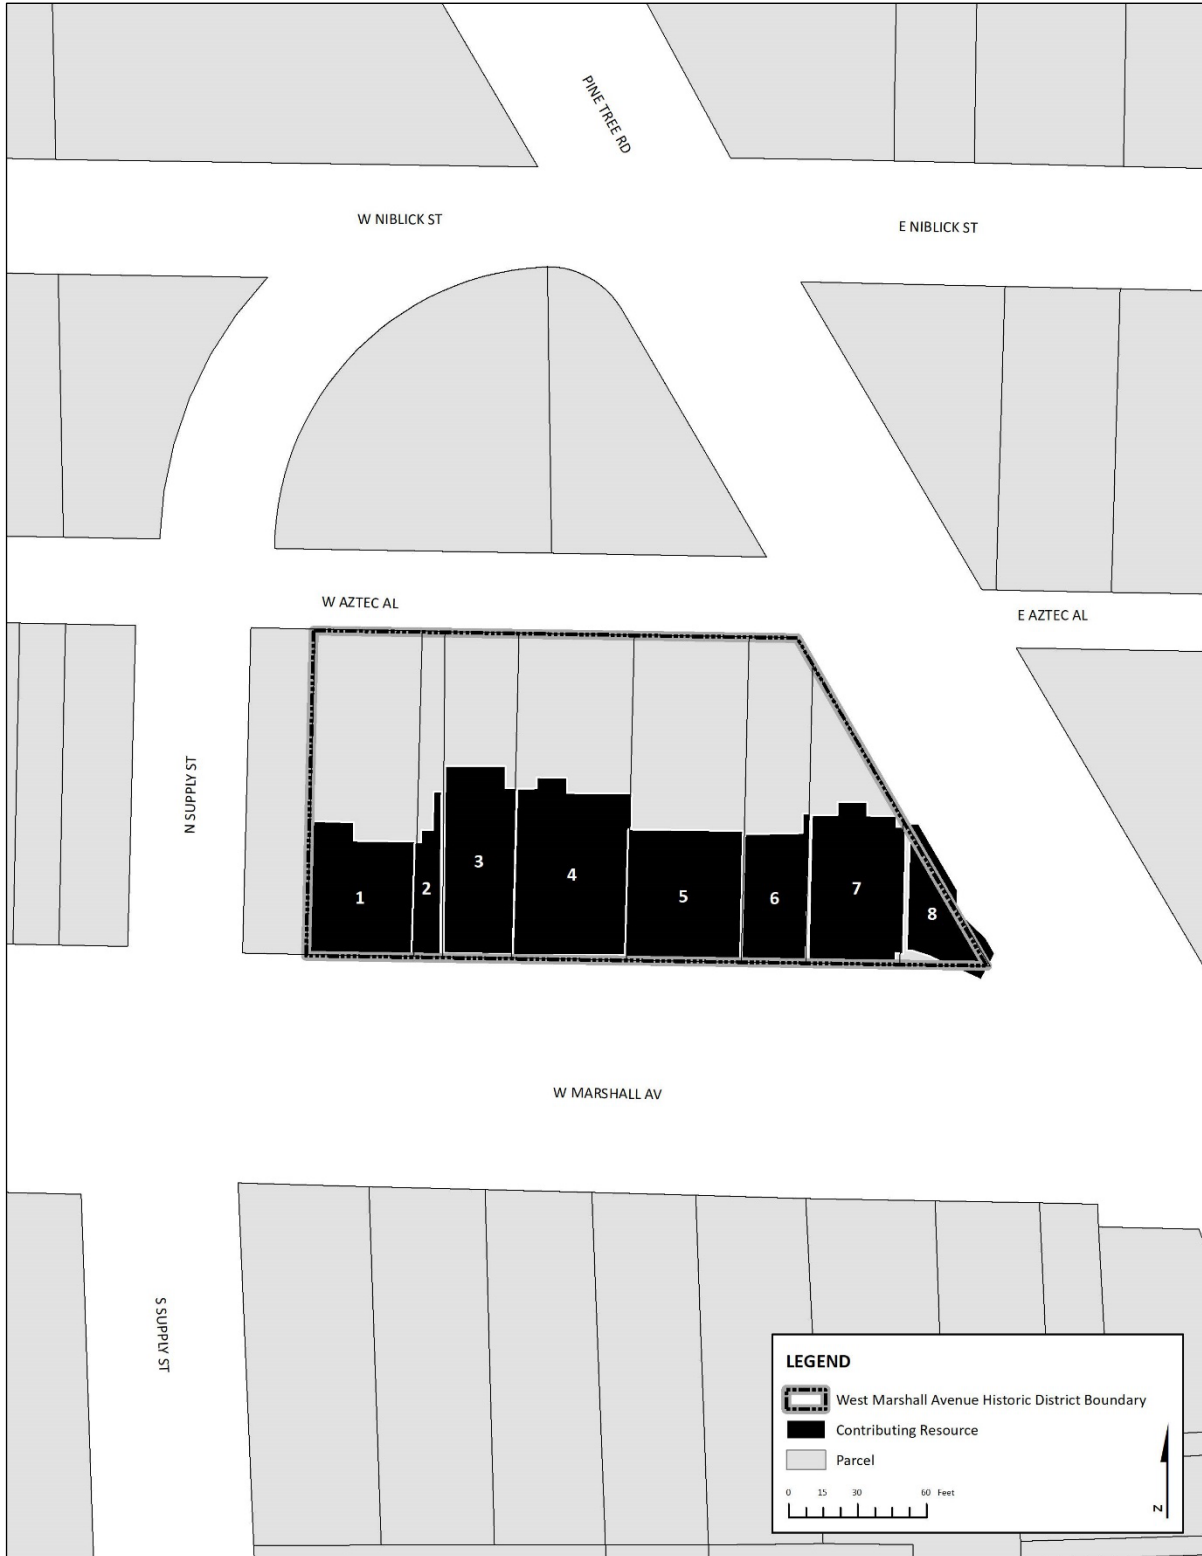 PINE TREE RD
W NIBLICK ST
E NIBLICK ST
W AZTEC AL
E AZTEC AL
N SUPPLY ST
1
2
3
4
5
6
7
8
W MARSHALL AV
S SUPPLY ST
LEGEND
West Marshall Avenue Historic District Boundary
Contributing Resource
Parcel
0 15 30 60 Feet
N